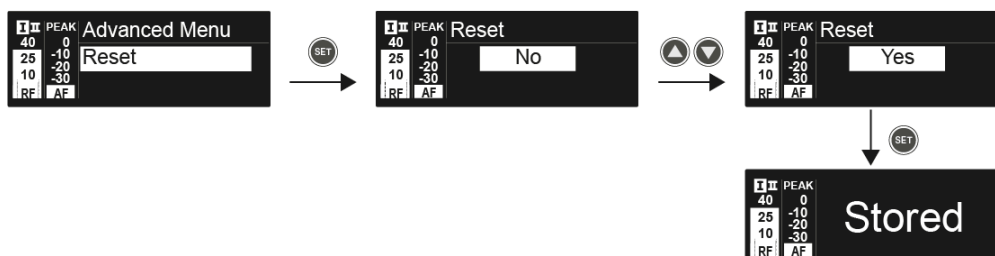 I II PEAK Advanced Menu
40 0
25 -10 Reset
-20
10 -30
RF AF
SET
I II PEAK Reset
40 0
25 -10 No
-20
10 -30
RF AF
I II PEAK Reset
40 0
25 -10 Yes
-20
10 -30
RF AF
SET
I II PEAK
40 0
25 -10 Stored
-20
10 -30
RF AF